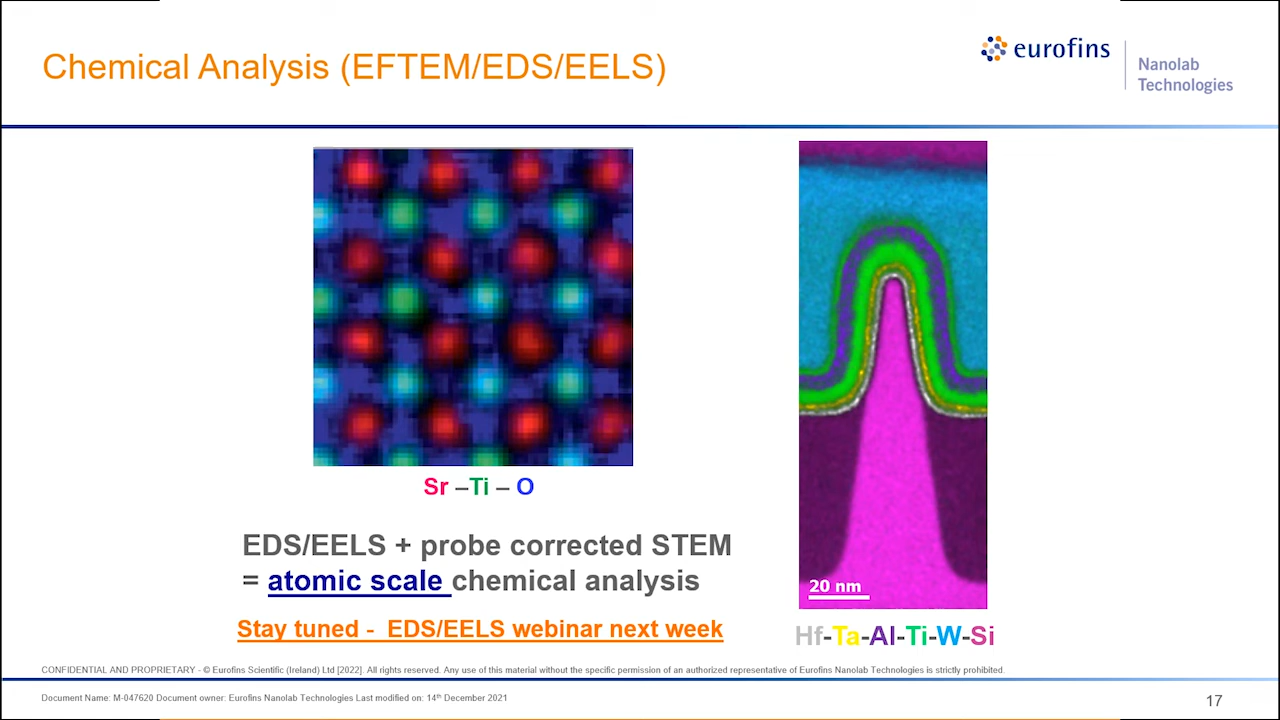 Chemical Analysis (EFTEM/EDS/EELS)
eurofins
Nanolab
Technologies
Sr –Ti – O
EDS/EELS + probe corrected STEM
= atomic scale chemical analysis
Stay tuned - EDS/EELS webinar next week
20 nm
Hf-Ta-Al-Ti-W-Si
CONFIDENTIAL AND PROPRIETARY - © Eurofins Scientific (Ireland) Ltd [2022]. All rights reserved. Any use of this material without the specific permission of an authorized representative of Eurofins Nanolab Technologies is strictly prohibited.
Document Name: M-047620 Document owner: Eurofins Nanolab Technologies Last modified on: 14th December 2021
17